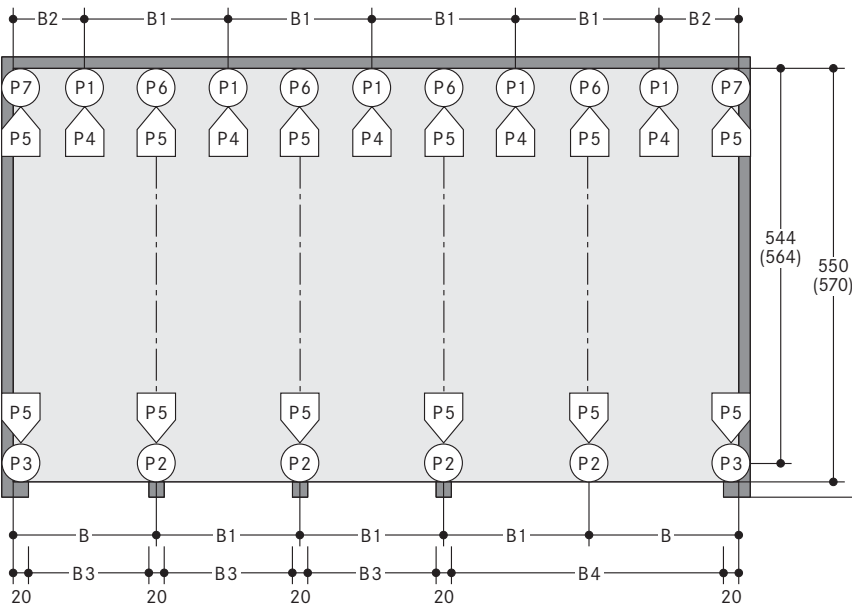 B2 B1 B1 B1 B1 B2
P7 P1 P6 P1 P6 P1 P6 P1 P6 P1 P7
P5 P4 P5 P4 P5 P4 P5 P4 P5 P4 P5
544
(564)
550
(570)
P5 P5 P5 P5 P5 P5
P3 P2 P2 P2 P2 P3
B B1 B1 B1 B
B3 B3 B3 B4
20 20 20 20 20